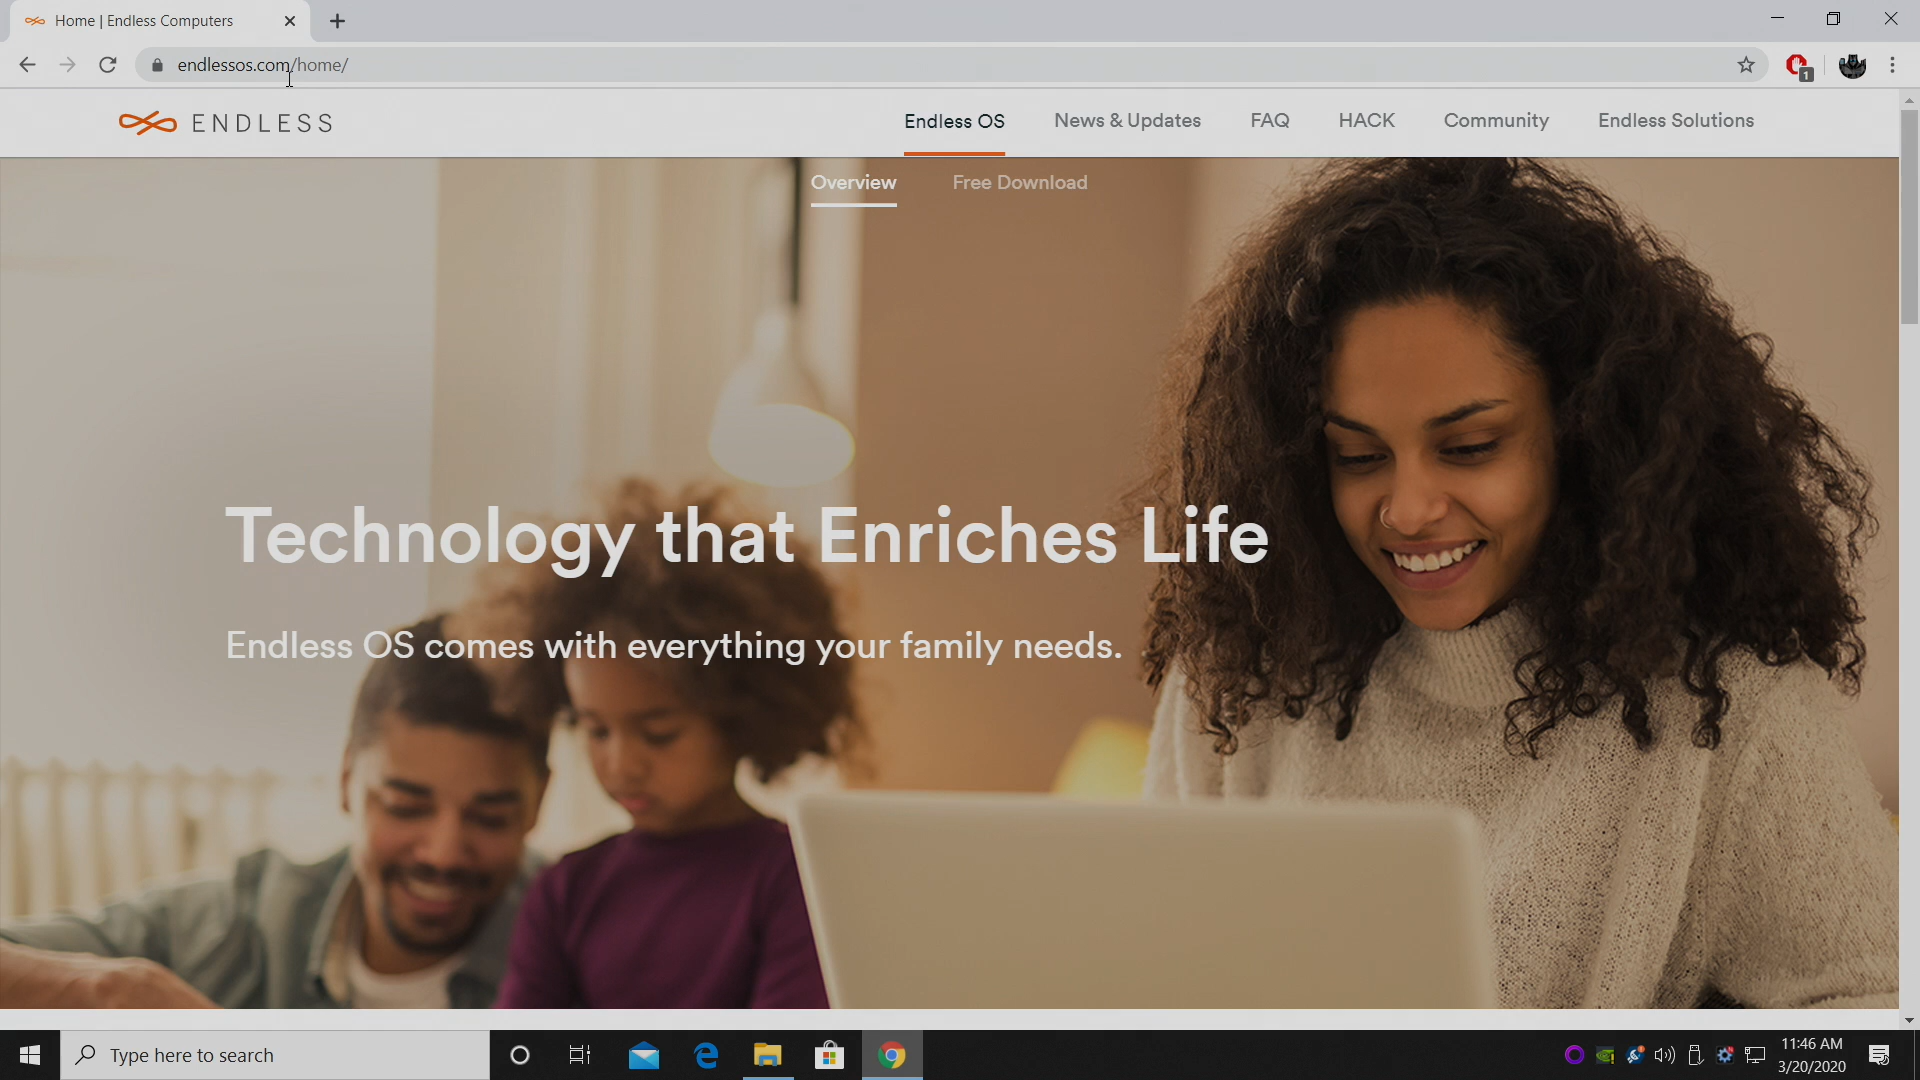 Home | Endless Computers
endlessos.com/home/
1
ENDLESS
Endless OS
News & Updates
FAQ
HACK
Community
Endless Solutions
Overview
Free Download
Technology that Enriches Life
Endless OS comes with everything your family needs.
Type here to search
11:46 AM
3/20/2020